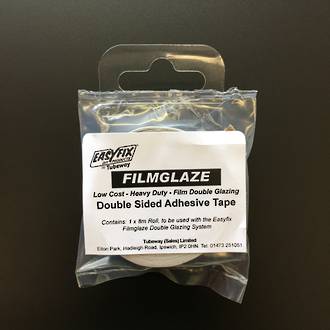 EASYFIX
PRODUCTS
by Tubeway
FILMGLAZE
Low Cost - Heavy Duty - Film Double Glazing
Double Sided Adhesive Tape
Contains: 1 x 8m Roll, to be used with the Easyfix
Filmglaze Double Glazing System
Tubeway (Sales) Limited
Elton Park, Hadleigh Road, Ipswich, IP2 0HN. Tel: 01473 251051